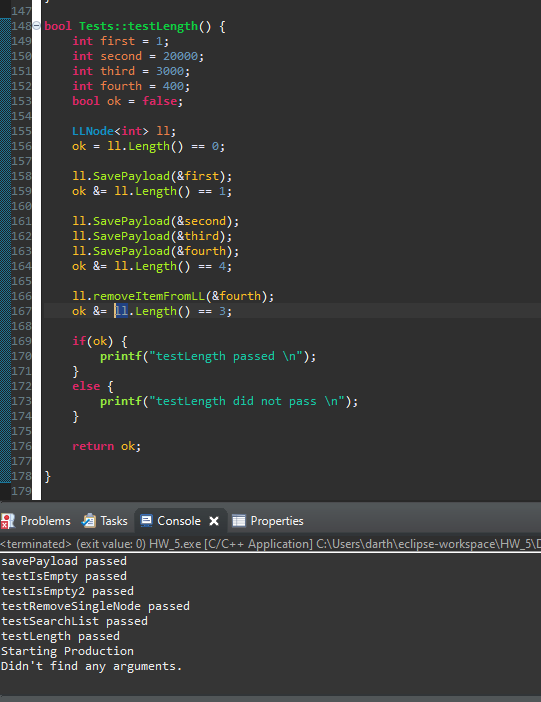 147
148 bool Tests::testLength() {
149 int first = 1;
150 int second = 20000;
151 int third = 3000;
152 int fourth = 400;
153 bool ok = false;
154
155 LLNode<int> ll;
156 ok = ll.Length() == 0;
157
158 ll.SavePayload(&first);
159 ok &= ll.Length() == 1;
160
161 ll.SavePayload(&second);
162 ll.SavePayload(&third);
163 ll.SavePayload(&fourth);
164 ok &= ll.Length() == 4;
165
166 ll.removeItemFromLL(&fourth);
167 ok &= ll.Length() == 3;
168
169 if(ok) {
170 printf("testLength passed \n");
171 }
172 else {
173 printf("testLength did not pass \n");
174 }
175
176 return ok;
177
178 }
179
Problems Tasks Console Properties
<terminated> (exit value: 0) HW_5.exe [C/C++ Application] C:\Users\darth\eclipse-workspace\HW_5\D
savePayload passed
testIsEmpty passed
testIsEmpty2 passed
testRemoveSingleNode passed
testSearchList passed
testLength passed
Starting Production
Didn't find any arguments.